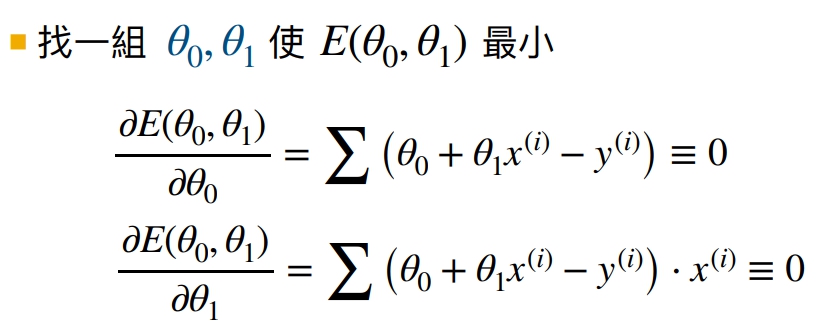 找一組 θ₀, θ₁ 使 E(θ₀, θ₁) 最小
∂E(θ₀, θ₁)/∂θ₀ = ∑ (θ₀ + θ₁x⁽ⁱ⁾ − y⁽ⁱ⁾) ≡ 0
∂E(θ₀, θ₁)/∂θ₁ = ∑ (θ₀ + θ₁x⁽ⁱ⁾ − y⁽ⁱ⁾) · x⁽ⁱ⁾ ≡ 0